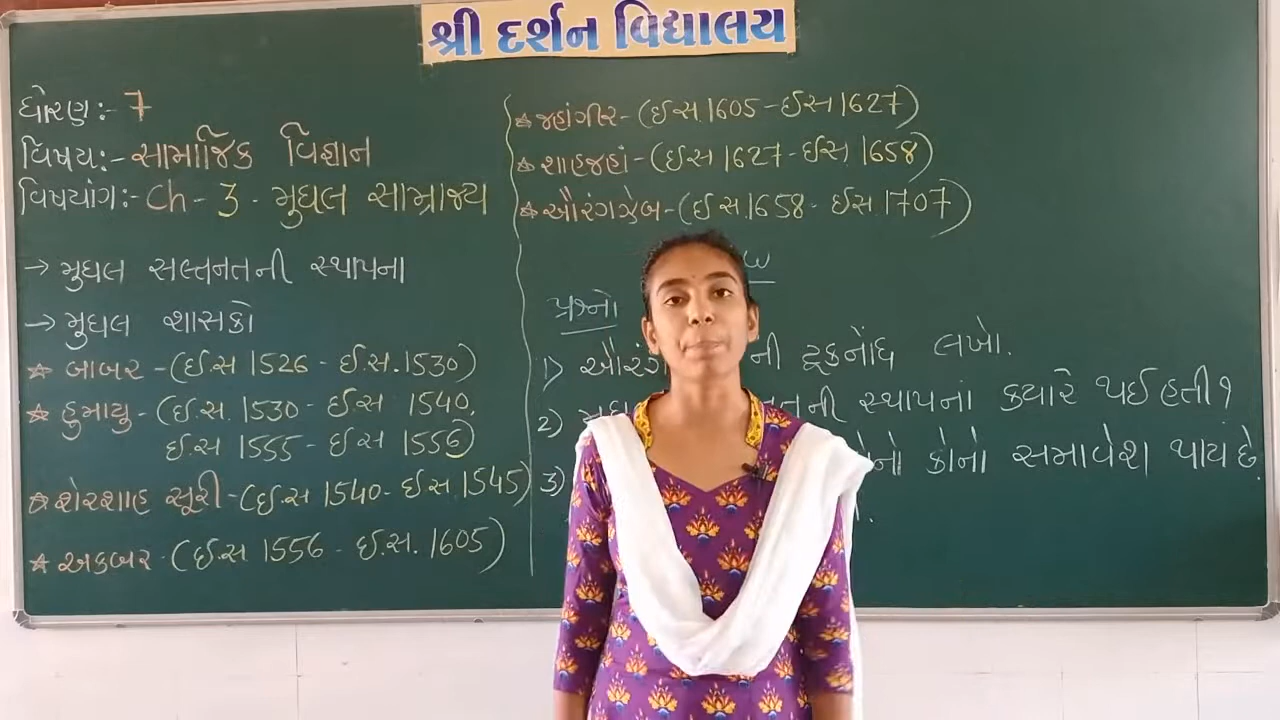 શ્રી દર્શન વિદ્યાલય
ધોરણ:- 7
વિષય:- સામાજિક વિજ્ઞાન
વિષયાંગ:- Ch - 3 - મુઘલ સામ્રાજ્ય
→ મુઘલ સલ્તનતની સ્થાપના
→ મુઘલ શાસકો
☆ બાબર - (ઈ.સ 1526 - ઈ.સ. 1530)
☆ હુમાયુ - (ઈ.સ. 1530 - ઈ.સ 1540,
ઈ.સ 1555 - ઈ.સ 1556)
☆ શેરશાહ સૂરી - (ઈ.સ 1540 - ઈ.સ 1545)
☆ અકબર - (ઈ.સ 1556 - ઈ.સ. 1605)
☆ જહાંગીર - (ઈ.સ. 1605 - ઈ.સ 1627)
☆ શાહજહાં - (ઈ.સ 1627 - ઈ.સ 1658)
☆ ઔરંગઝેબ - (ઈ.સ. 1658 - ઈ.સ. 1707)
W
પ્રશ્નો
1) ની ટૂકનોંધ લખો.
2) સ્થાપનાં ક્યારે થઈ હતી?
3) કોનો સમાવેશ થાય છે.